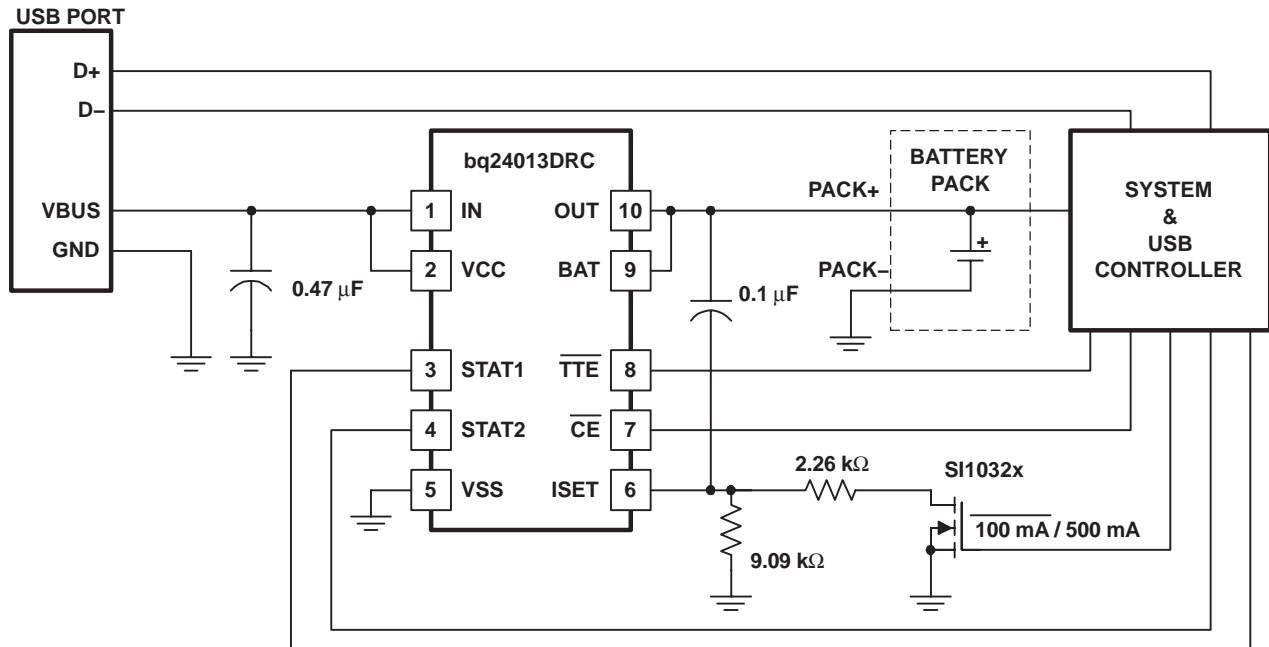 USB PORT
D+
D–
VBUS
GND
0.47 μF
bq24013DRC
1 IN
2 VCC
3 STAT1
4 STAT2
5 VSS
OUT 10
BAT 9
TTE 8
CE 7
ISET 6
0.1 μF
PACK+
PACK–
BATTERY
PACK
+
SYSTEM
&
USB
CONTROLLER
2.26 kΩ
9.09 kΩ
SI1032x
100 mA / 500 mA